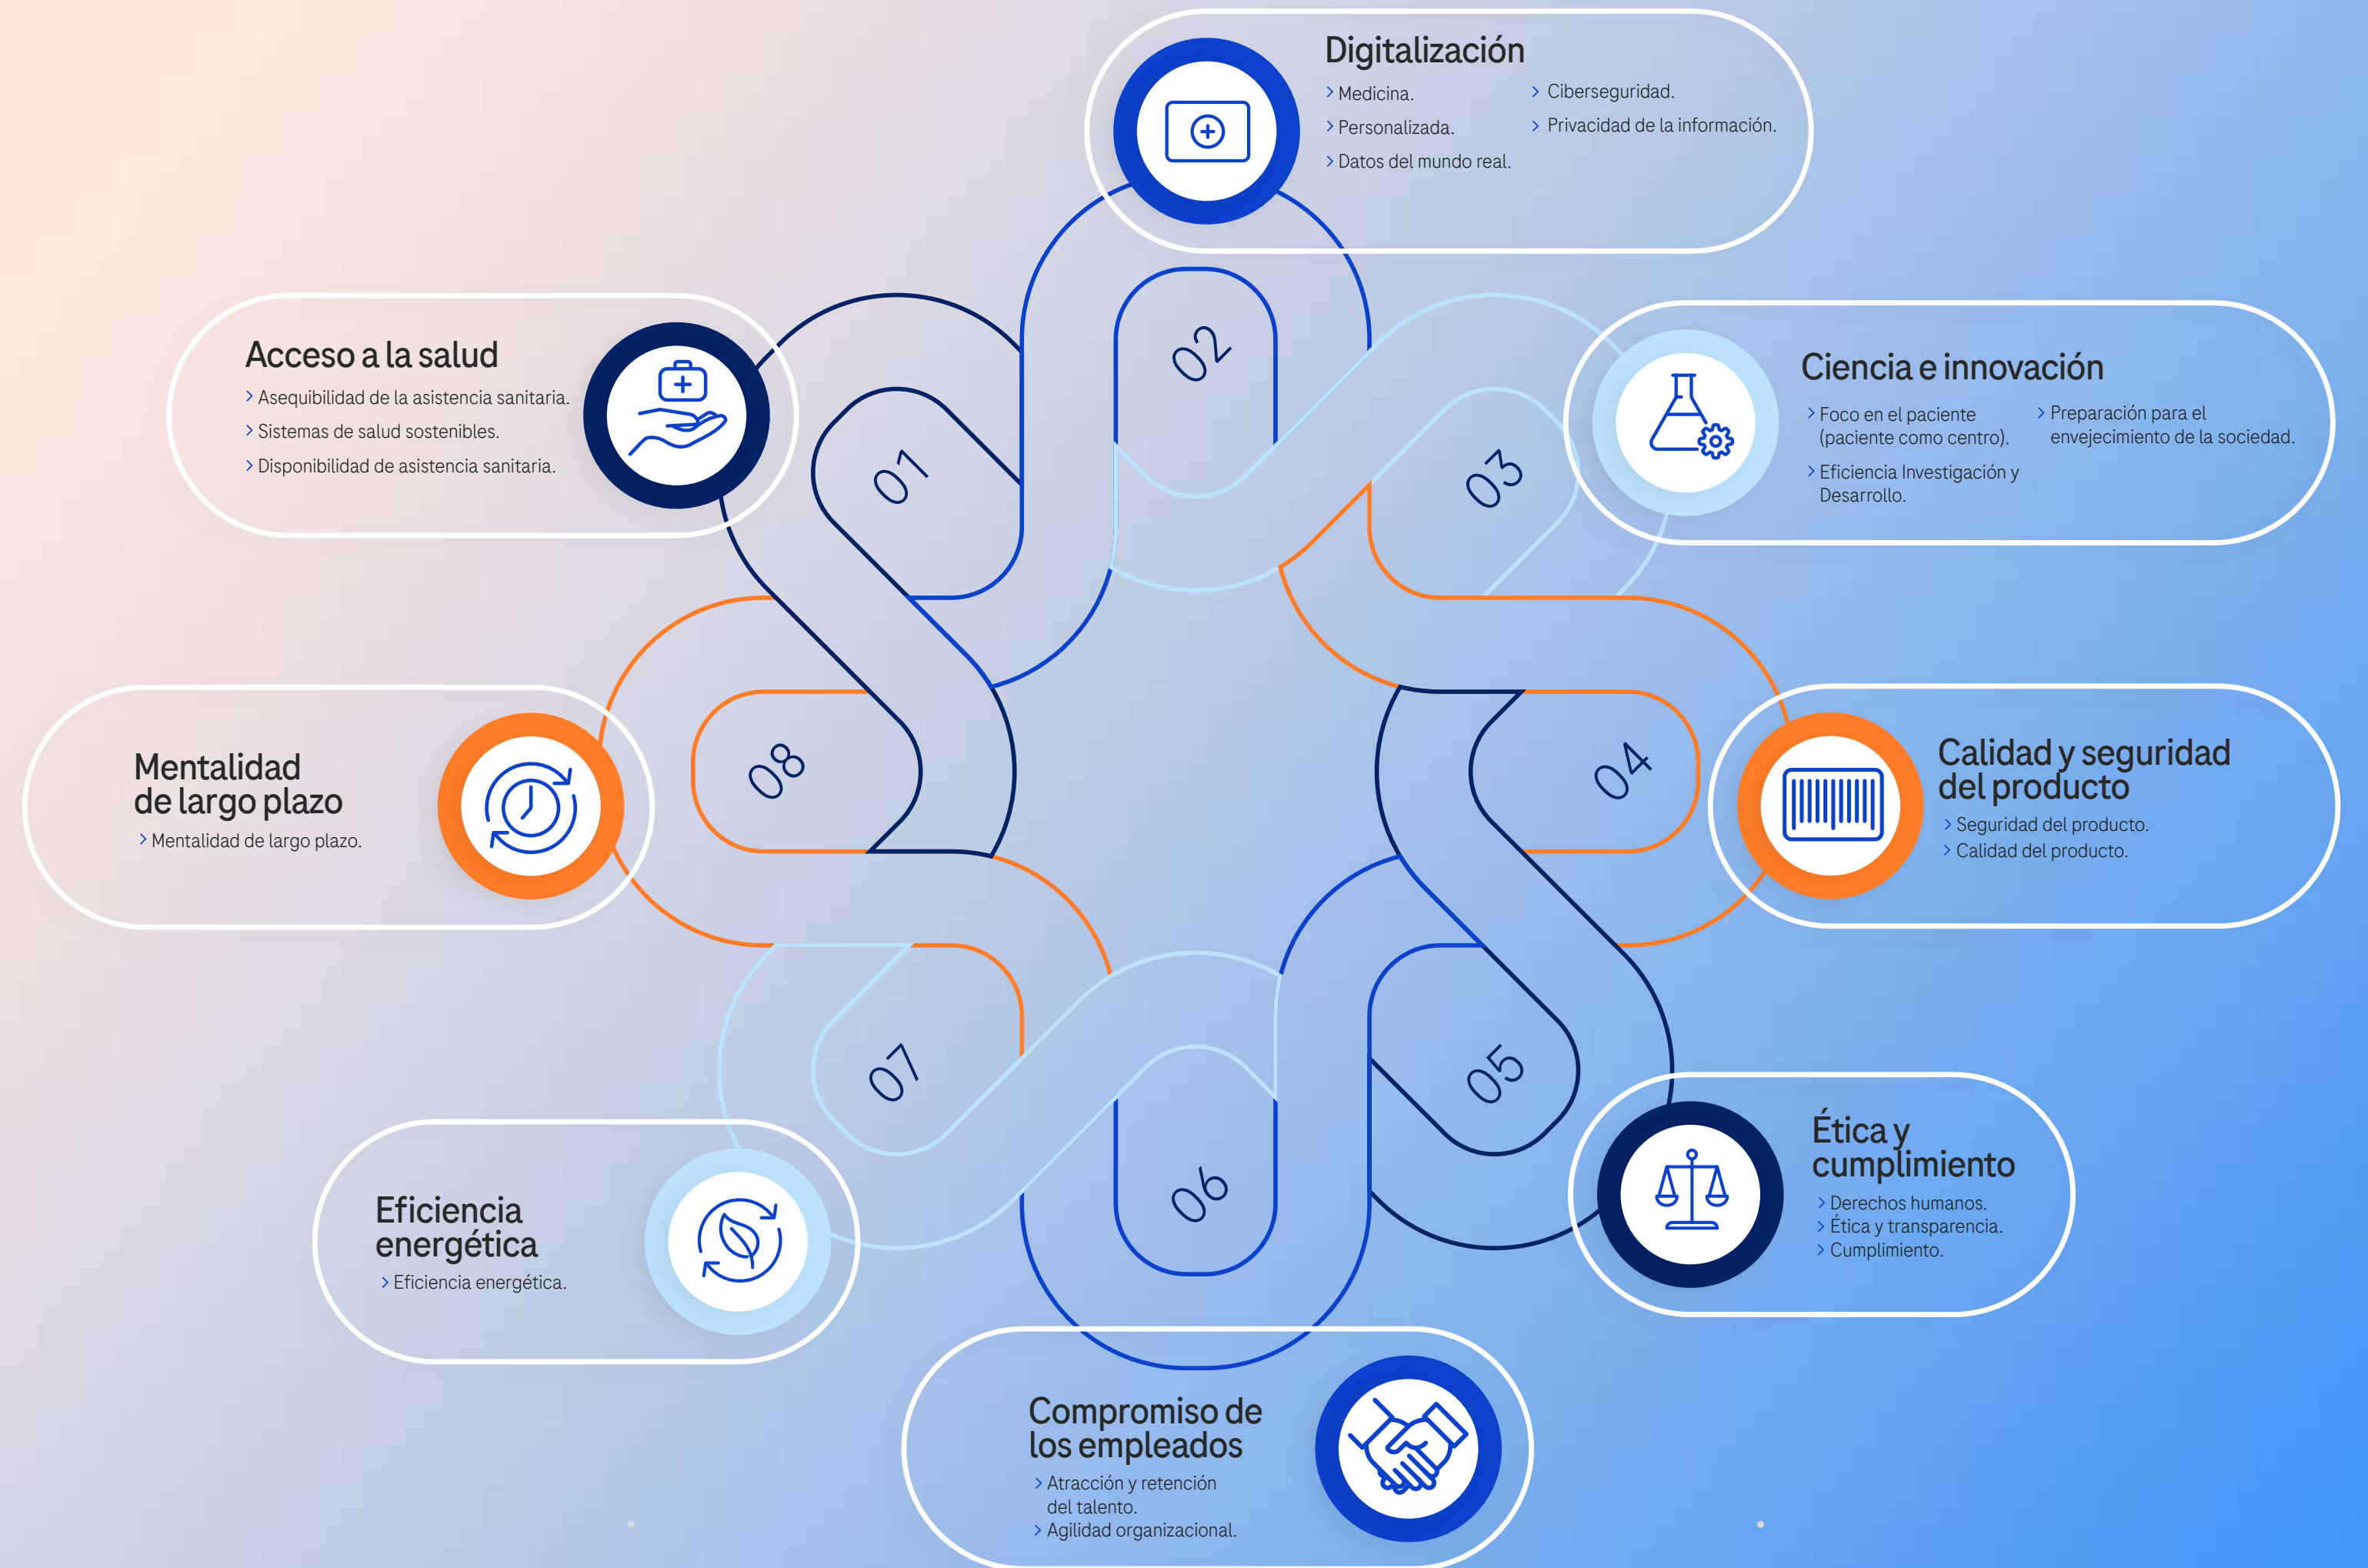 Digitalización
Medicina.
Personalizada.
Datos del mundo real.
Ciberseguridad.
Privacidad de la información.
Acceso a la salud
Asequibilidad de la asistencia sanitaria.
Sistemas de salud sostenibles.
Disponibilidad de asistencia sanitaria.
01
02
03
Ciencia e innovación
Foco en el paciente
(paciente como centro).
Eficiencia Investigación y
Desarrollo.
Preparación para el
envejecimiento de la sociedad.
Mentalidad
de largo plazo
Mentalidad de largo plazo.
08
04
Calidad y seguridad
del producto
Seguridad del producto.
Calidad del producto.
07
06
05
Ética y
cumplimiento
Derechos humanos.
Ética y transparencia.
Cumplimiento.
Eficiencia
energética
Eficiencia energética.
Compromiso de
los empleados
Atracción y retención
del talento.
Agilidad organizacional.